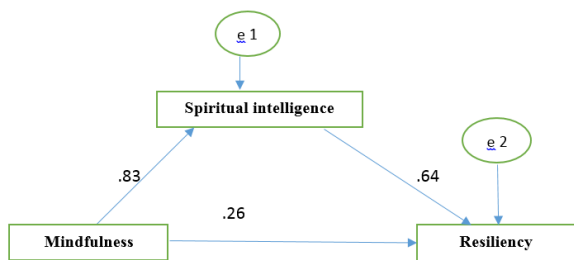 e 1
Spiritual intelligence
e 2
.83
.64
.26
Mindfulness
Resiliency